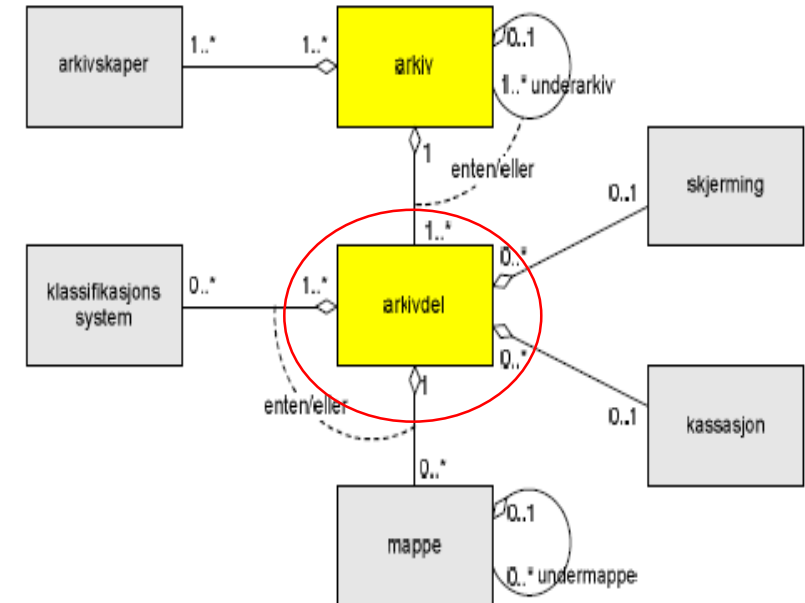 1..*
1..*
0..1
arkivskaper
arkiv
1..* underarkiv
1
enten/eller
skjerming
0..1
1..*
0..*
0..*
1..*
klassifikasjons
system
arkivdel
0..*
1
enten/eller
0..1
kassasjon
0..*
0..1
mappe
0..* undermappe